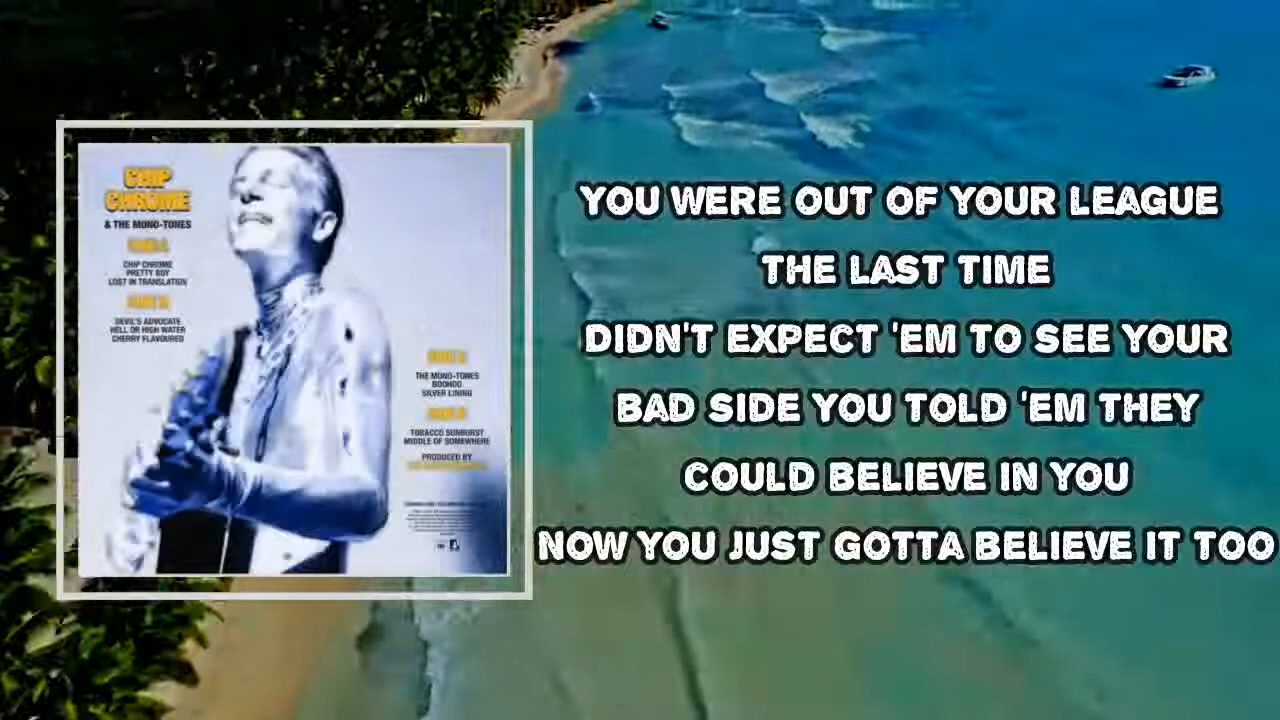 CHIP
CHROME
& THE MONO-TONES
CHIP CHROME
PRETTY BOY
LOST IN TRANSLATION
DEVIL'S ADVOCATE
HELL OR HIGH WATER
CHERRY FLAVOURED
THE MONO-TONES
BOOHOO
SILVER LINING
TOBACCO SUNBURST
MIDDLE OF SOMEWHERE
PRODUCED BY
YOU WERE OUT OF YOUR LEAGUE
THE LAST TIME
DIDN'T EXPECT 'EM TO SEE YOUR
BAD SIDE YOU TOLD 'EM THEY
COULD BELIEVE IN YOU
NOW YOU JUST GOTTA BELIEVE IT TOO